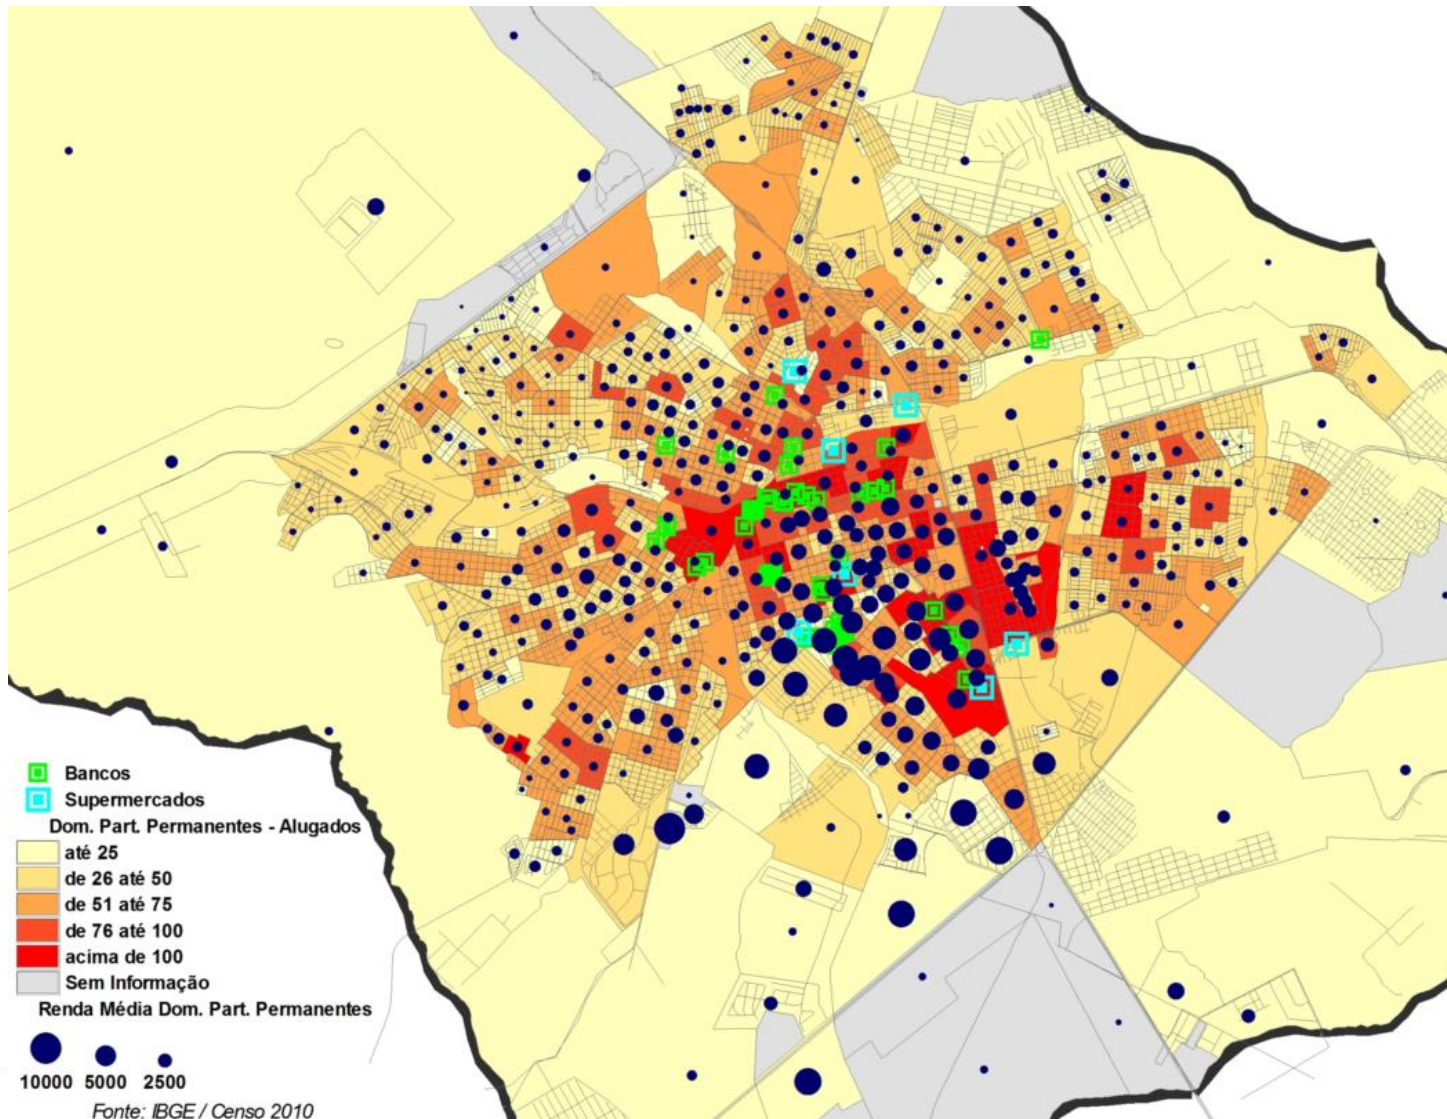 Bancos
Supermercados
Dom. Part. Permanentes - Alugados
até 25
de 26 até 50
de 51 até 75
de 76 até 100
acima de 100
Sem Informação
Renda Média Dom. Part. Permanentes
10000 5000 2500
Fonte: IBGE / Censo 2010